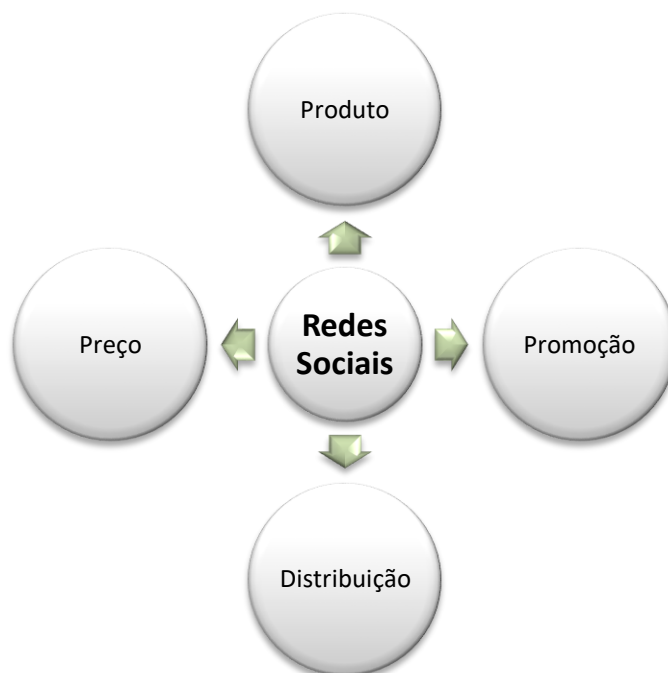 Produto
Preço
Redes
Sociais
Promoção
Distribuição